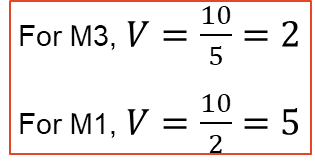 For M3, V = 10/5 = 2
For M1, V = 10/2 = 5